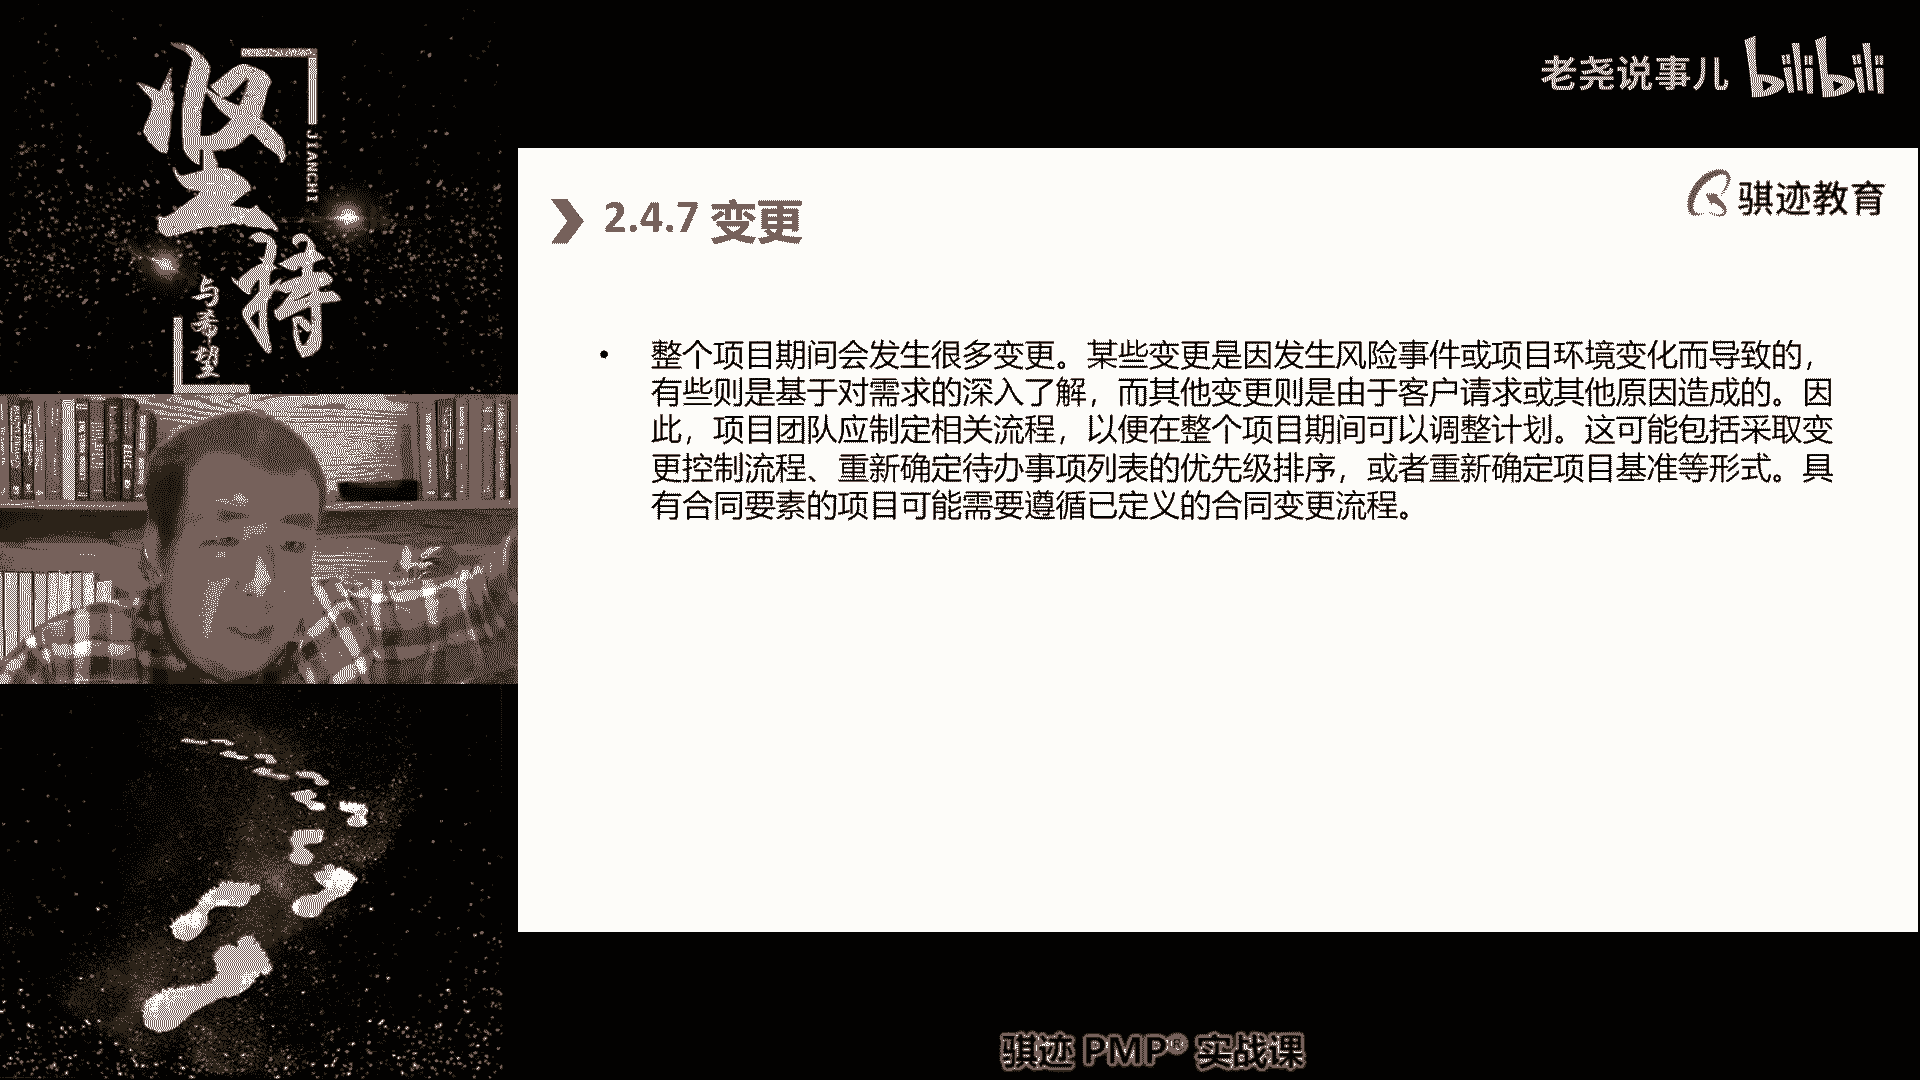 坚持
JIANCHI
与希望
老尧说事儿 bilibili
骐迹教育
2.4.7 变更
• 整个项目期间会发生很多变更。某些变更是因发生风险事件或项目环境变化而导致的，
有些则是基于对需求的深入了解，而其他变更则是由于客户请求或其他原因造成的。因
此，项目团队应制定相关流程，以便在整个项目期间可以调整计划。这可能包括采取变
更控制流程、重新确定待办事项列表的优先级排序，或者重新确定项目基准等形式。具
有合同要素的项目可能需要遵循已定义的合同变更流程。
骐迹 PMP® 实战课